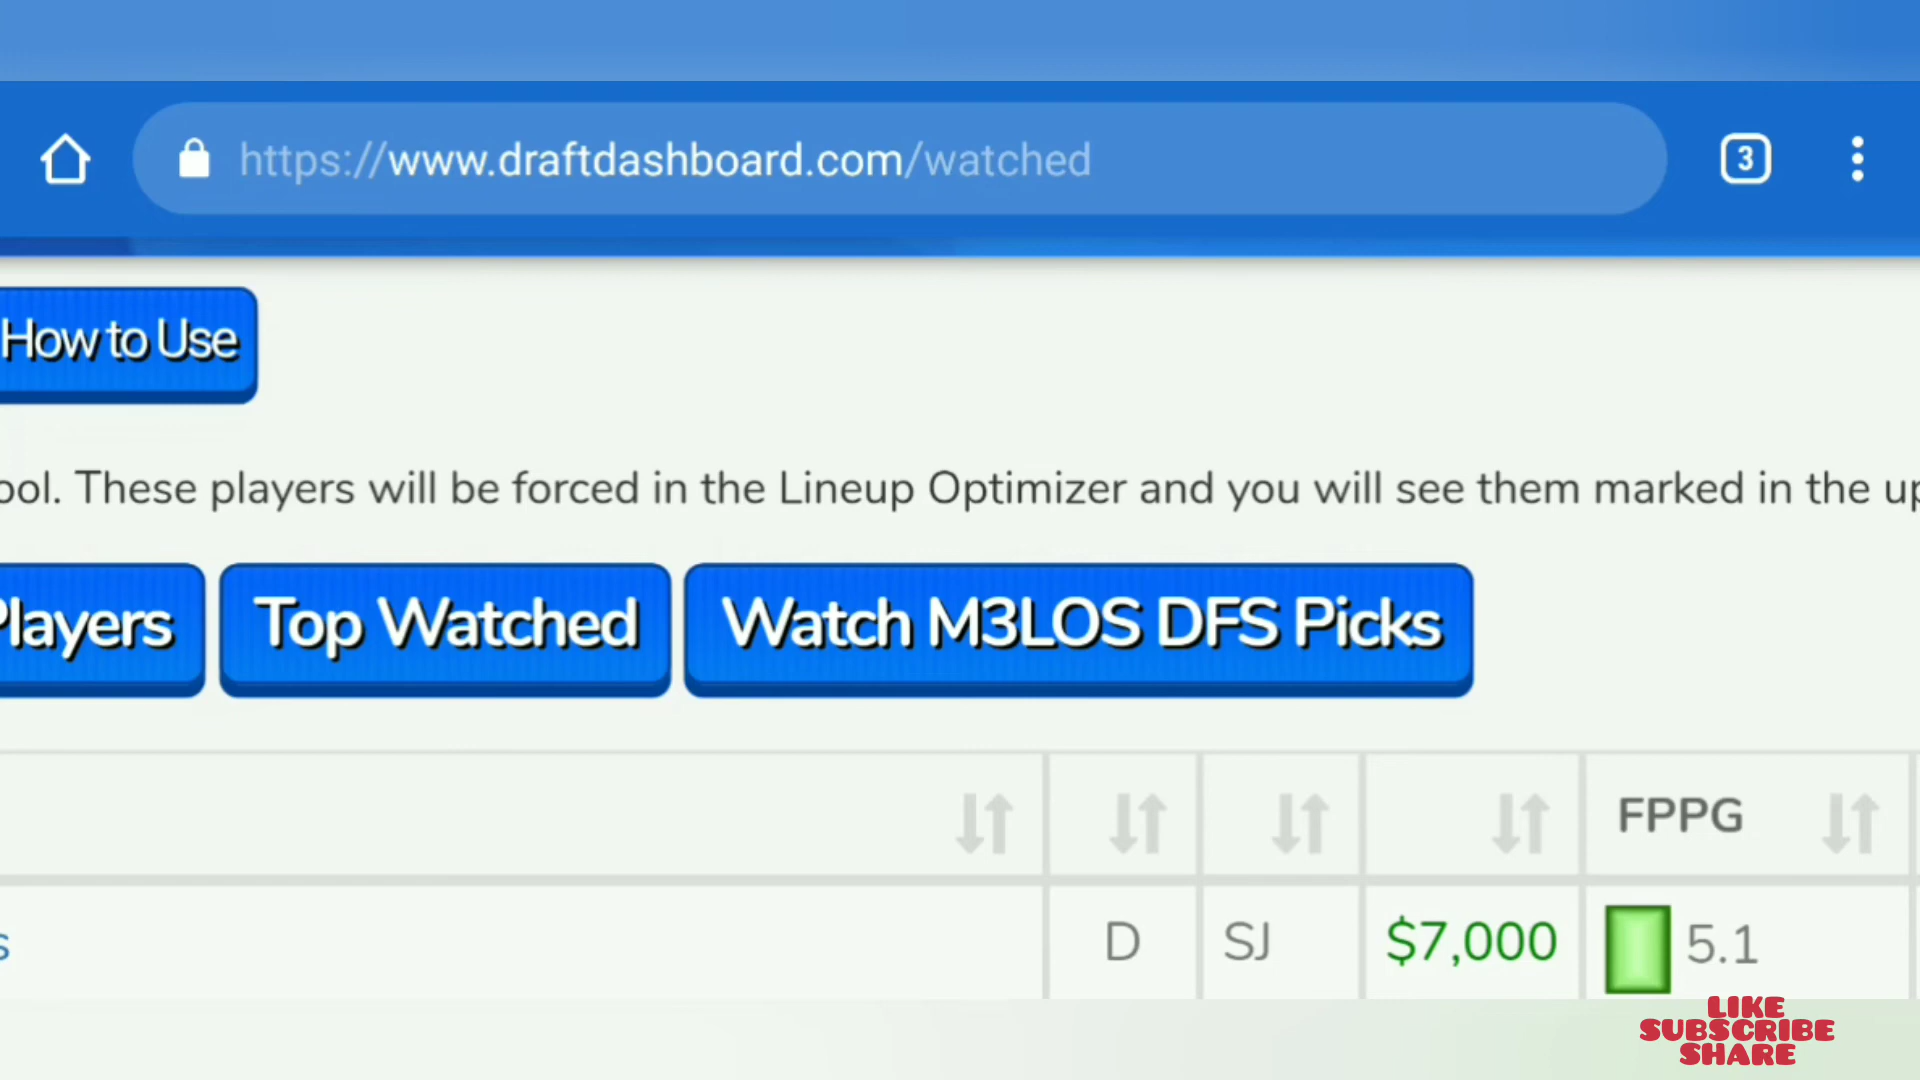 https://www.draftdashboard.com/watched
3
How to Use
ool. These players will be forced in the Lineup Optimizer and you will see them marked in the up
Players Top Watched Watch M3LOS DFS Picks
FPPG
s D SJ $7,000 5.1
LIKE
SUBSCRIBE
SHARE